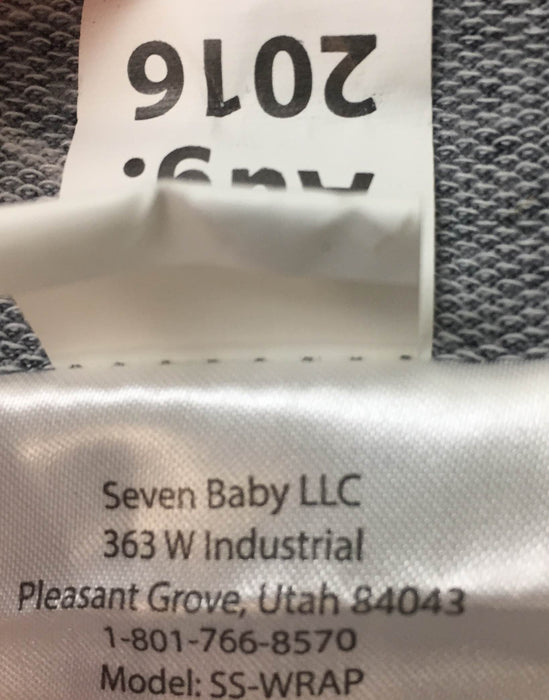 Aug.
2016
Seven Baby LLC
363 W Industrial
Pleasant Grove, Utah 84043
1-801-766-8570
Model: SS-WRAP